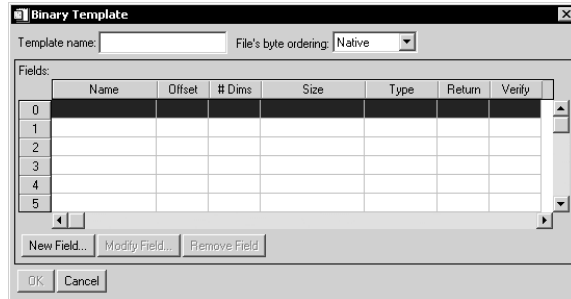 Binary Template
Template name: File's byte ordering: Native
Fields:
Name Offset # Dims Size Type Return Verify
0
1
2
3
4
5
New Field... Modify Field... Remove Field
OK Cancel